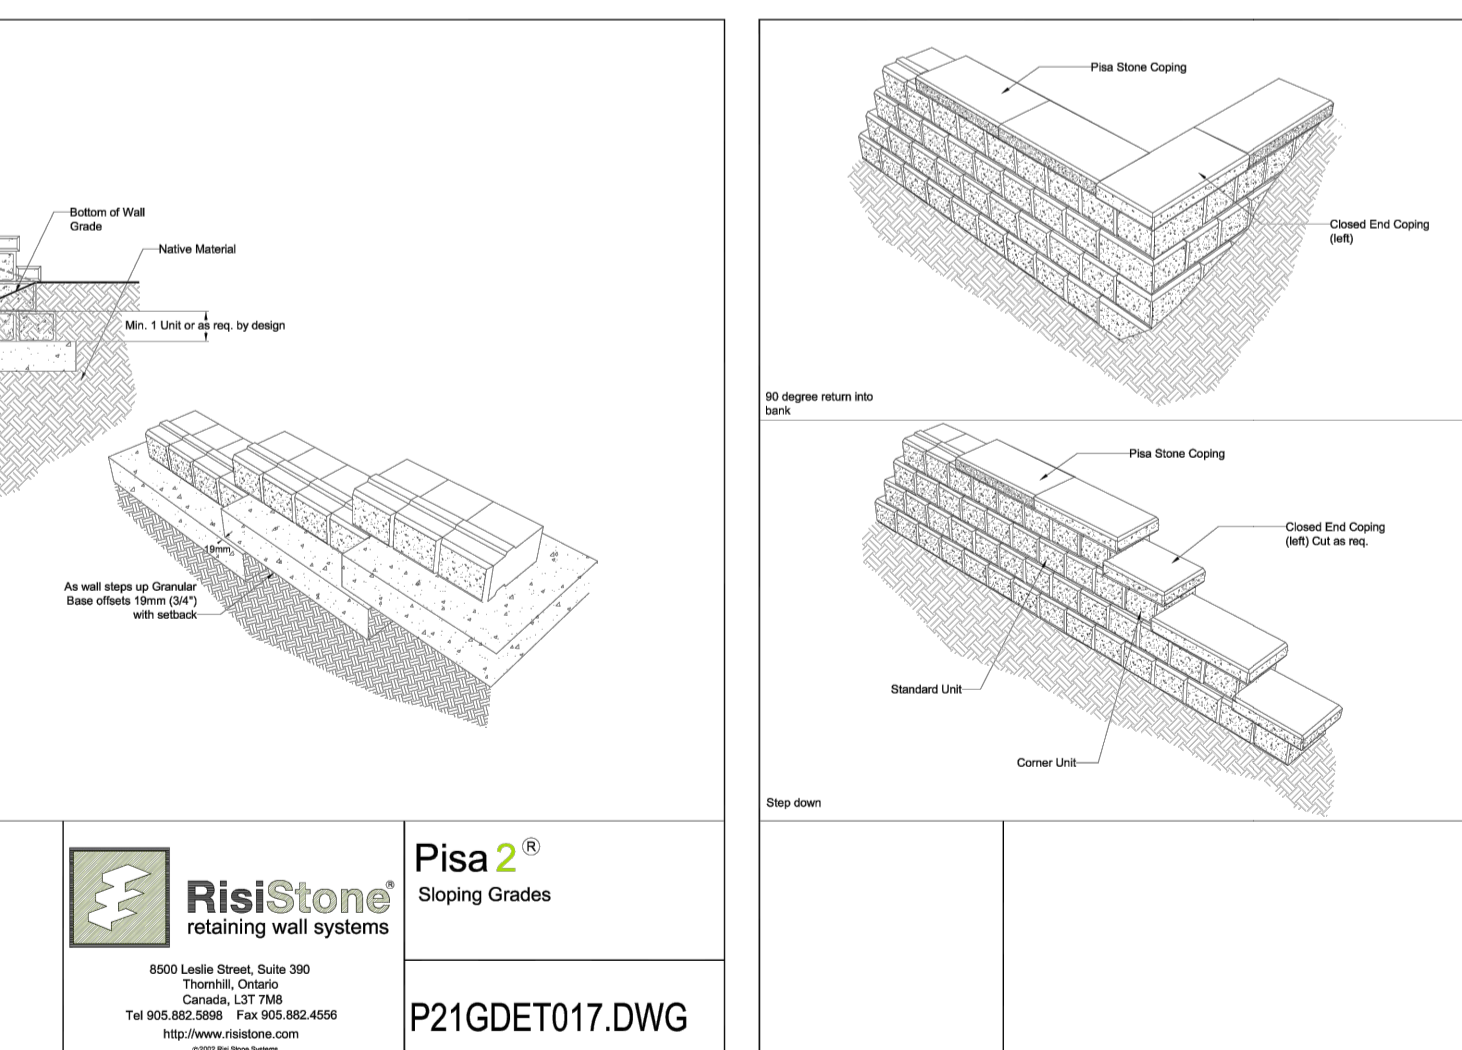 Bottom of Wall
Grade
Native Material
Min. 1 Unit or as req. by design
19mm
As wall steps up Granular
Base offsets 19mm (3/4")
with setback
RisiStone®
retaining wall systems
8500 Leslie Street, Suite 390
Thornhill, Ontario
Canada, L3T 7M8
Tel 905.882.5898 Fax 905.882.4556
http://www.risistone.com
©2002 Risi Stone Systems
Pisa 2®
Sloping Grades
P21GDET017.DWG
Pisa Stone Coping
Closed End Coping
(left)
90 degree return into
bank
Pisa Stone Coping
Closed End Coping
(left) Cut as req.
Standard Unit
Corner Unit
Step down